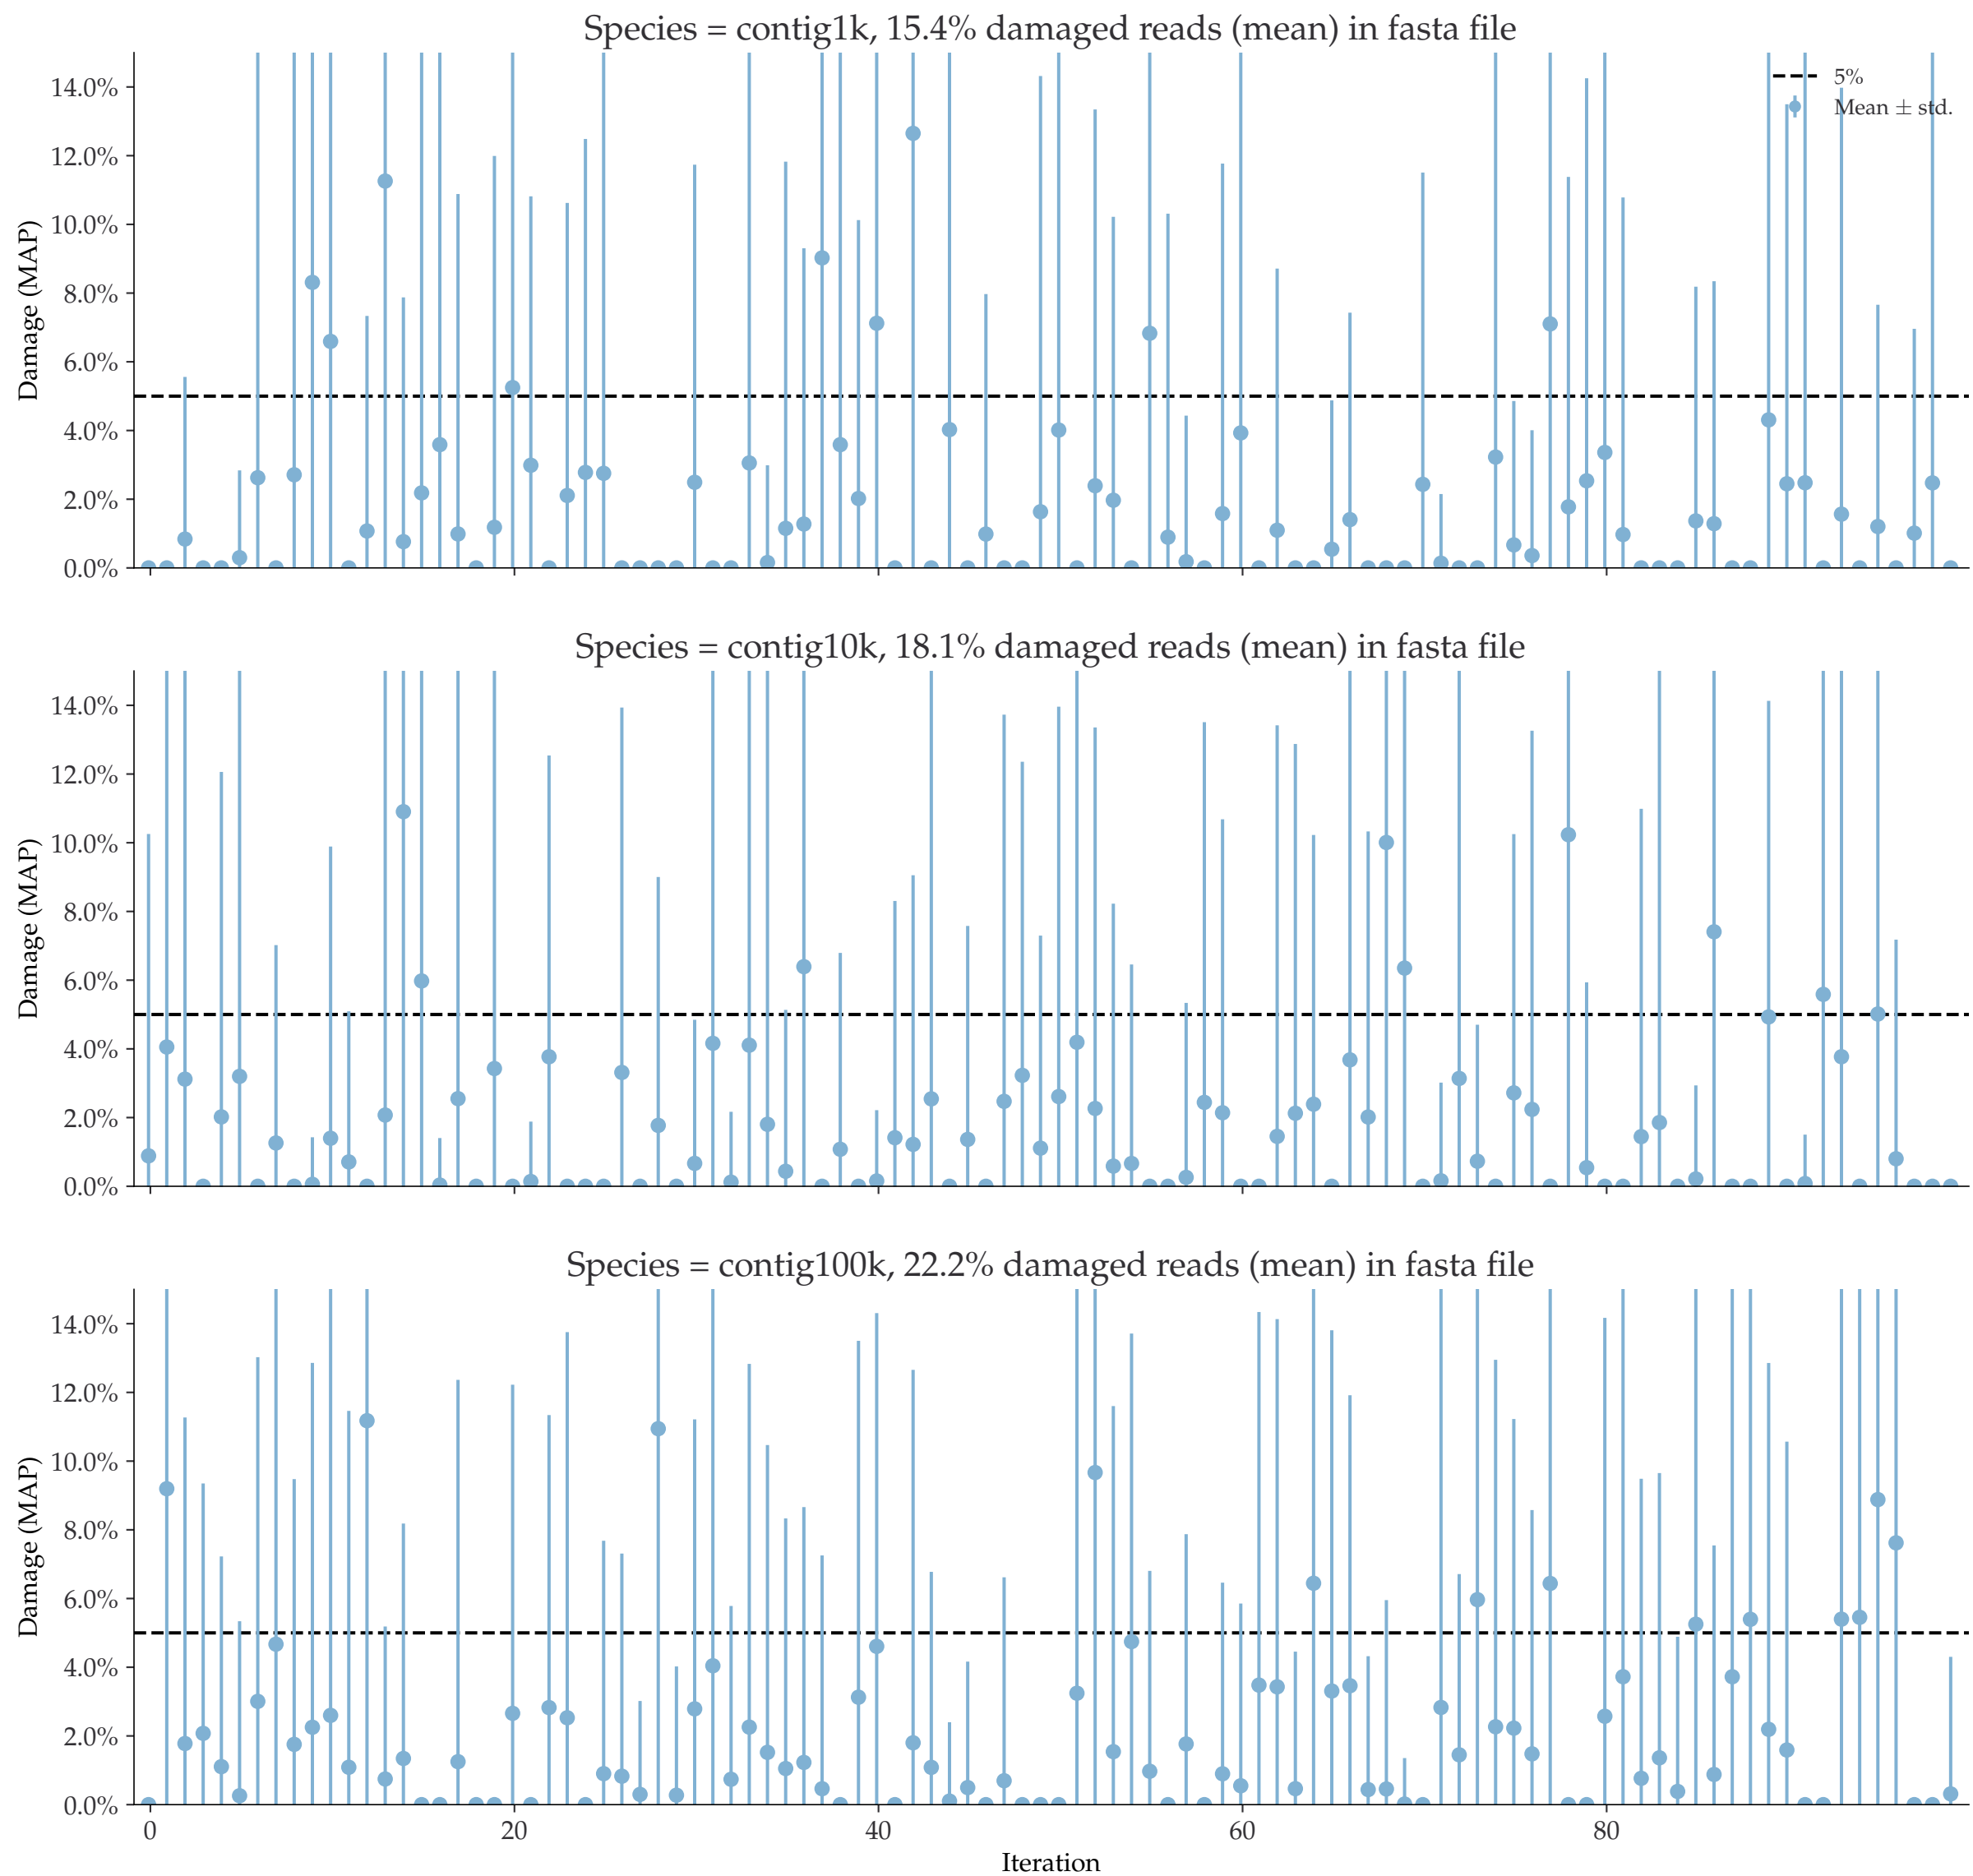 Species = contig1k, 15.4% damaged reads (mean) in fasta file
14.0%
12.0%
10.0%
8.0%
6.0%
4.0%
2.0%
0.0%
Damage (MAP)
5%
Mean ± std.
Species = contig10k, 18.1% damaged reads (mean) in fasta file
14.0%
12.0%
10.0%
8.0%
6.0%
4.0%
2.0%
0.0%
Damage (MAP)
Species = contig100k, 22.2% damaged reads (mean) in fasta file
14.0%
12.0%
10.0%
8.0%
6.0%
4.0%
2.0%
0.0%
Damage (MAP)
0 20 40 60 80
Iteration